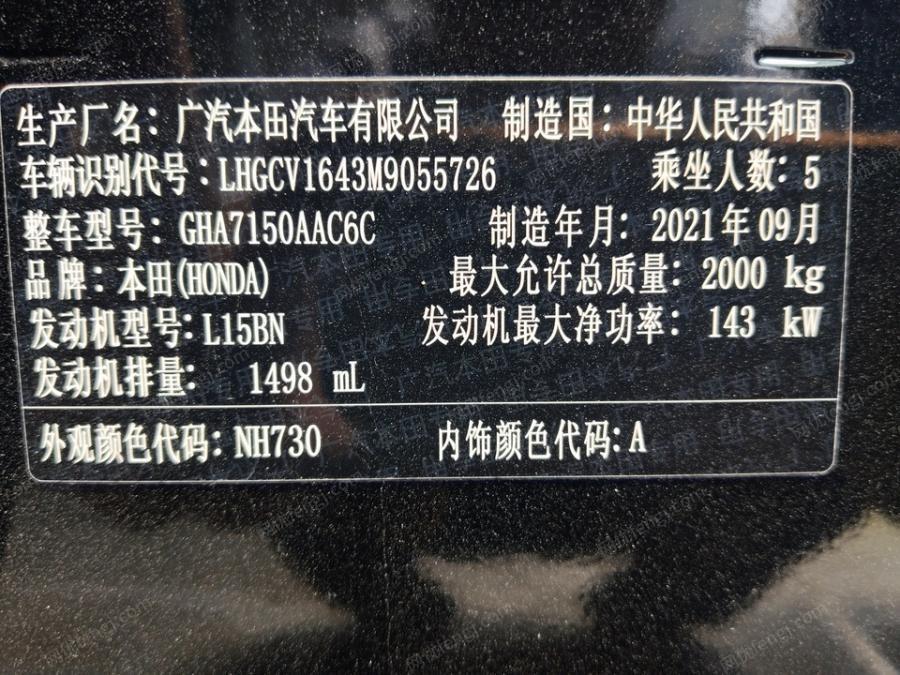 生产厂名：广汽本田汽车有限公司 制造国：中华人民共和国
车辆识别代号：LHGCV1643M9055726 乘坐人数：5
整车型号：GHA7150AAC6C 制造年月：2021年09月
品牌：本田(HONDA) 最大允许总质量：2000 kg
发动机型号：L15BN 发动机最大净功率：143 kW
发动机排量：1498 mL
外观颜色代码：NH730 内饰颜色代码：A